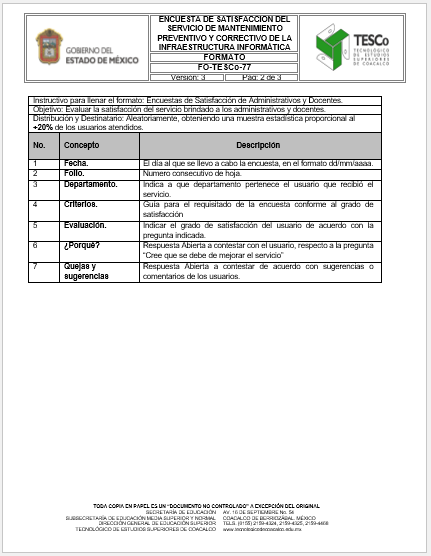 GOBIERNO DEL
ESTADO DE MÉXICO
ENCUESTA DE SATISFACCIÓN DEL
SERVICIO DE MANTENIMIENTO
PREVENTIVO Y CORRECTIVO DE LA
INFRAESTRUCTURA INFORMÁTICA
FORMATO
FO-TESCo-77
Versión: 3 Pág: 2 de 3
TESCo
TECNOLÓGICO
DE ESTUDIOS
SUPERIORES
DE COACALCO
Instructivo para llenar el formato: Encuestas de Satisfacción de Administrativos y Docentes.
Objetivo: Evaluar la satisfacción del servicio brindado a los administrativos y docentes.
Distribución y Destinatario: Aleatoriamente, obteniendo una muestra estadística proporcional al
+20% de los usuarios atendidos.
No. Concepto Descripción
1 Fecha. El día al que se llevo a cabo la encuesta, en el formato dd/mm/aaaa.
2 Folio. Numero consecutivo de hoja.
3 Departamento. Indica a que departamento pertenece el usuario que recibió el
servicio.
4 Criterios. Guía para el requisitado de la encuesta conforme al grado de
satisfacción
5 Evaluación. Indicar el grado de satisfacción del usuario de acuerdo con la
pregunta indicada.
6 ¿Porqué? Respuesta Abierta a contestar con el usuario, respecto a la pregunta
“Cree que se debe de mejorar el servicio”
7 Quejas y Respuesta Abierta a contestar de acuerdo con sugerencias o
sugerencias comentarios de los usuarios.
TODA COPIA EN PAPEL ES UN "DOCUMENTO NO CONTROLADO" A EXCEPCIÓN DEL ORIGINAL
SECRETARÍA DE EDUCACIÓN AV. 16 DE SEPTIEMBRE No. 54
SUBSECRETARÍA DE EDUCACIÓN MEDIA SUPERIOR Y NORMAL COACALCO DE BERRIOZÁBAL, MÉXICO
DIRECCIÓN GENERAL DE EDUCACIÓN SUPERIOR TELS. (0155) 2159-4324, 2159-4325, 2159-4468
TECNOLÓGICO DE ESTUDIOS SUPERIORES DE COACALCO www.tecnologicodecoacalco.edu.mx